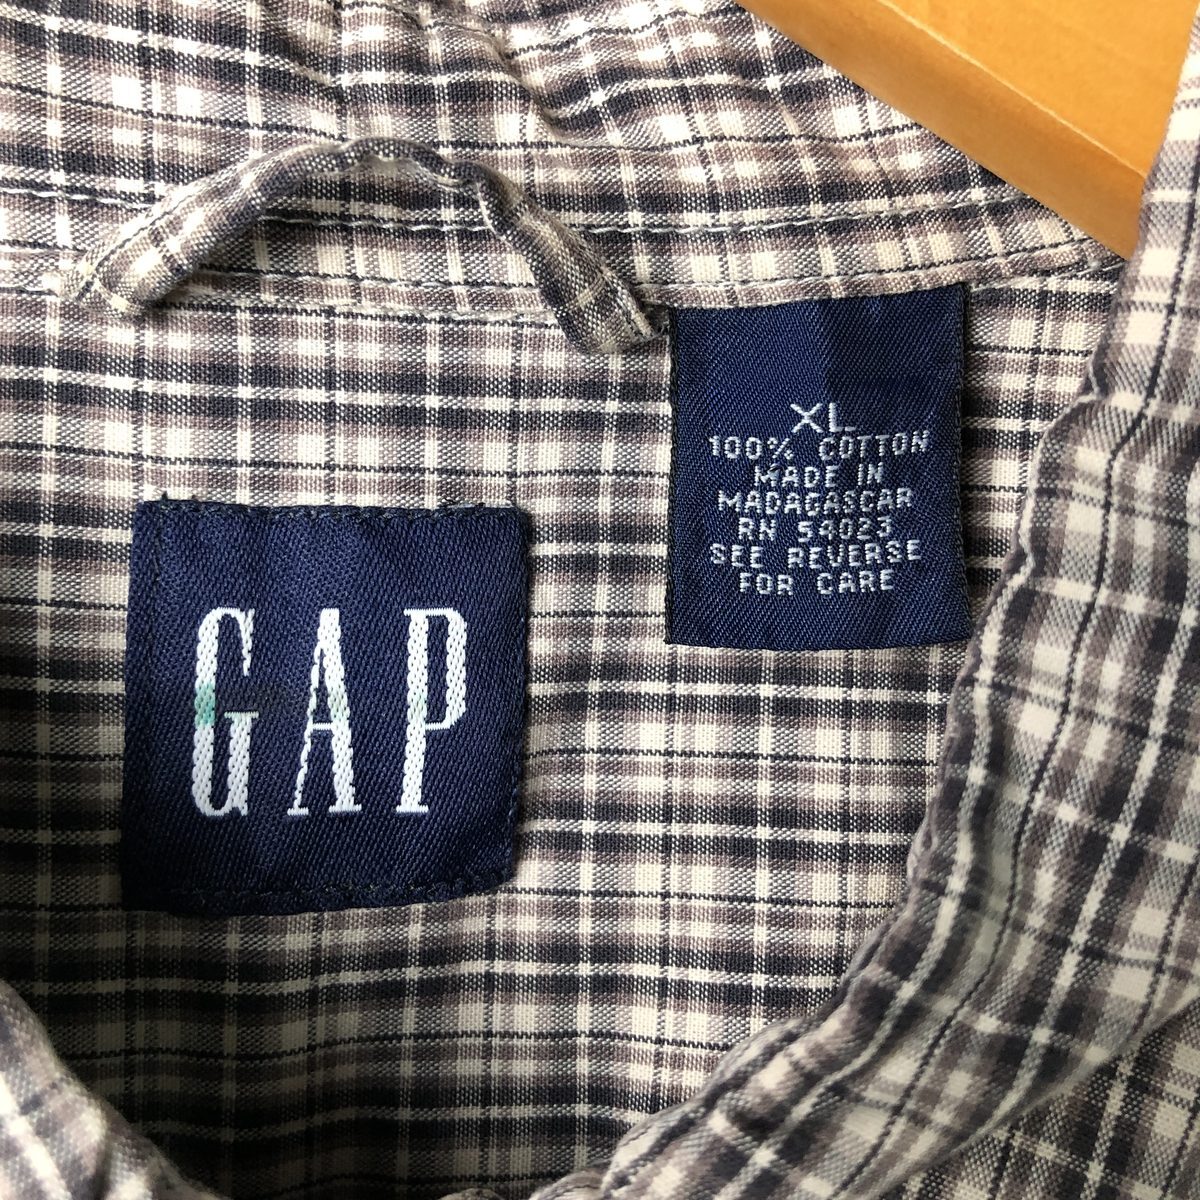 GAP
XL
100% COTTON
MADE IN
MADAGASCAR
RN 54023
SEE REVERSE
FOR CARE